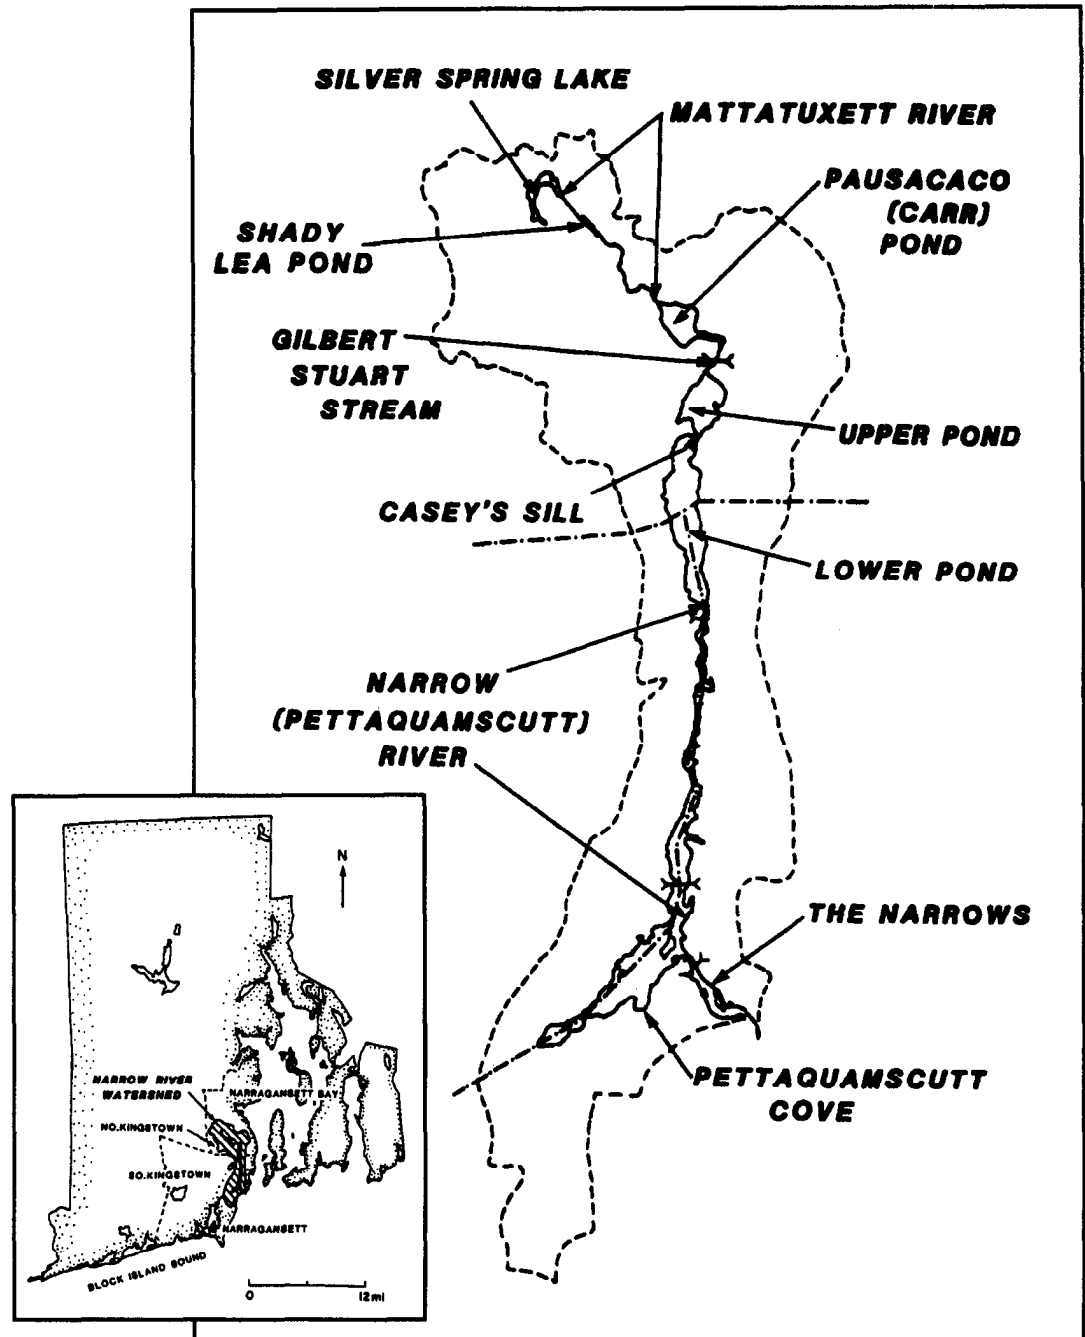 SILVER SPRING LAKE
MATTATUXETT RIVER
PAUSACACO
(CARR)
POND
SHADY
LEA POND
GILBERT
STUART
STREAM
UPPER POND
CASEY'S SILL
LOWER POND
NARROW
(PETTAQUAMSCUTT)
RIVER
THE NARROWS
PETTAQUAMSCUTT
COVE
N
NARROW RIVER
WATERSHED
NARRAGANSETT BAY
NO.KINGSTOWN
SO.KINGSTOWN
NARRAGANSETT
BLOCK ISLAND SOUND
0 12mi